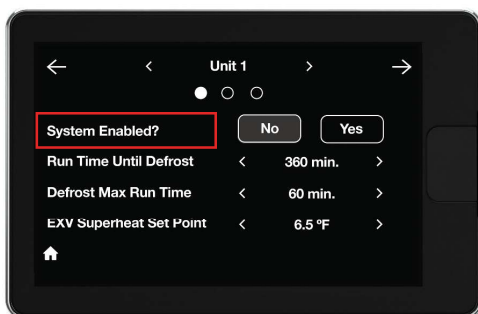 Unit 1
System Enabled? No Yes
Run Time Until Defrost 360 min.
Defrost Max Run Time 60 min.
EXV Superheat Set Point 6.5 ºF